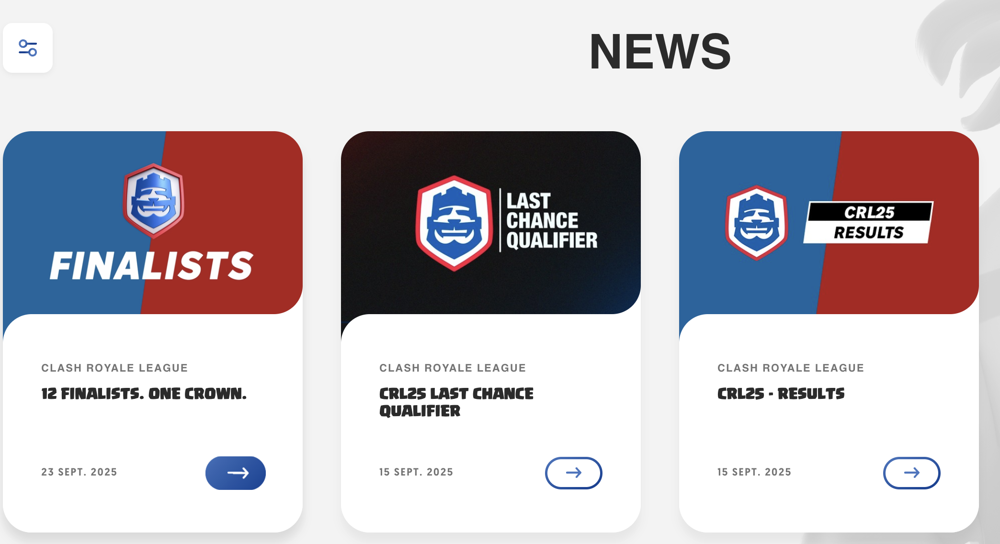 NEWS
FINALISTS
CLASH ROYALE LEAGUE
12 FINALISTS. ONE CROWN.
23 SEPT. 2025
LAST
CHANCE
QUALIFIER
CLASH ROYALE LEAGUE
CRL25 LAST CHANCE
QUALIFIER
15 SEPT. 2025
CRL25
RESULTS
CLASH ROYALE LEAGUE
CRL25 - RESULTS
15 SEPT. 2025